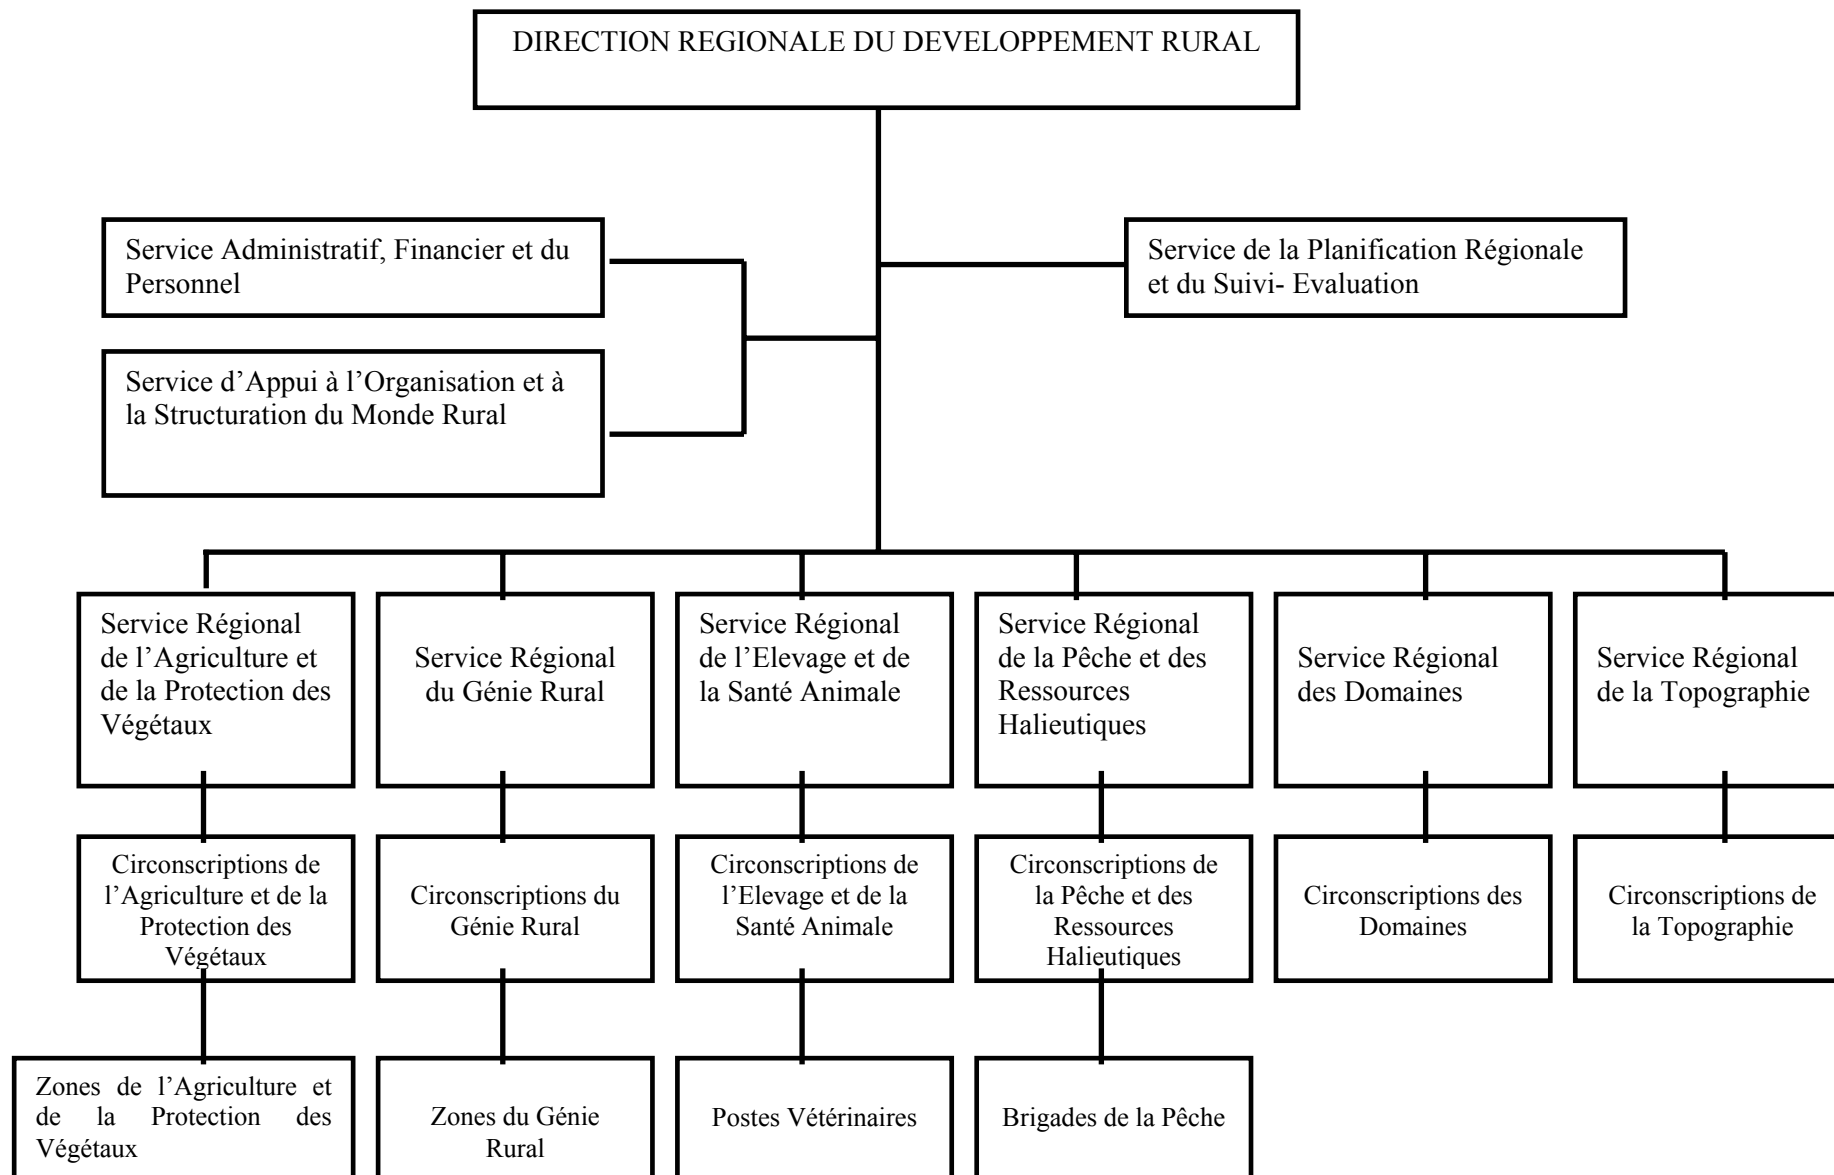 DIRECTION REGIONALE DU DEVELOPPEMENT RURAL
Service Administratif, Financier et du
Personnel
Service de la Planification Régionale
et du Suivi- Evaluation
Service d’Appui à l’Organisation et à
la Structuration du Monde Rural
Service Régional
de l’Agriculture et
de la Protection des
Végétaux
Service Régional
du Génie Rural
Service Régional
de l’Elevage et de
la Santé Animale
Service Régional
de la Pêche et des
Ressources
Halieutiques
Service Régional
des Domaines
Service Régional
de la Topographie
Circonscriptions de
l’Agriculture et de la
Protection des
Végétaux
Circonscriptions du
Génie Rural
Circonscriptions de
l’Elevage et de la
Santé Animale
Circonscriptions de
la Pêche et des
Ressources
Halieutiques
Circonscriptions des
Domaines
Circonscriptions de
la Topographie
Zones de l’Agriculture et
de la Protection des
Végétaux
Zones du Génie
Rural
Postes Vétérinaires
Brigades de la Pêche